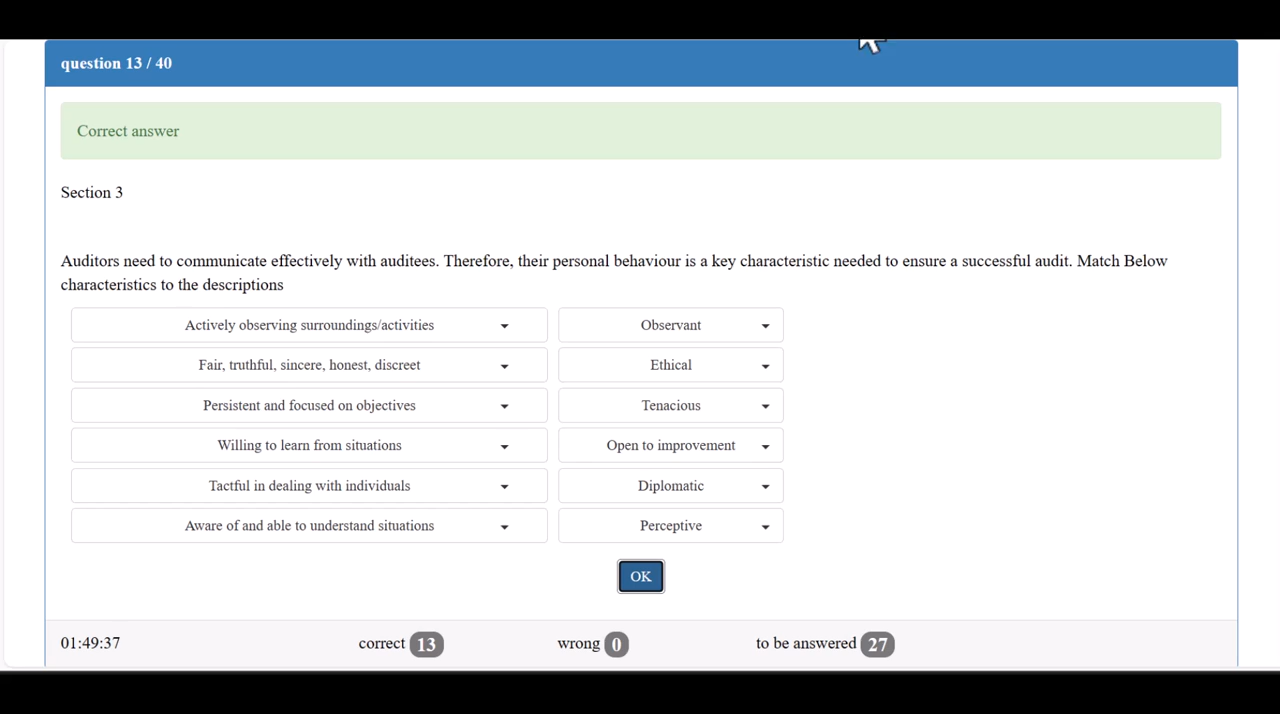 question 13 / 40
Correct answer
Section 3
Auditors need to communicate effectively with auditees. Therefore, their personal behaviour is a key characteristic needed to ensure a successful audit. Match Below
characteristics to the descriptions
Actively observing surroundings/activities Observant
Fair, truthful, sincere, honest, discreet Ethical
Persistent and focused on objectives Tenacious
Willing to learn from situations Open to improvement
Tactful in dealing with individuals Diplomatic
Aware of and able to understand situations Perceptive
OK
01:49:37 correct 13 wrong 0 to be answered 27